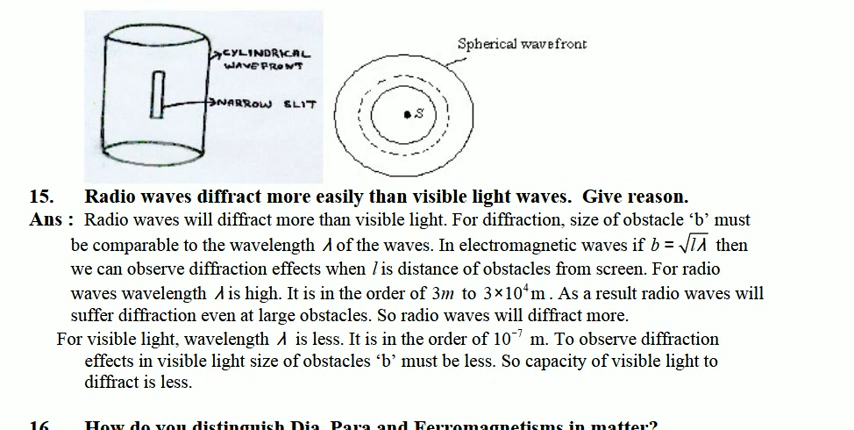 CYLINDRICAL
WAVEFRONT
NARROW SLIT
Spherical wavefront
S
15. Radio waves diffract more easily than visible light waves. Give reason.
Ans : Radio waves will diffract more than visible light. For diffraction, size of obstacle ‘b’ must
be comparable to the wavelength λ of the waves. In electromagnetic waves if b = √lλ then
we can observe diffraction effects when l is distance of obstacles from screen. For radio
waves wavelength λ is high. It is in the order of 3m to 3×10⁴m . As a result radio waves will
suffer diffraction even at large obstacles. So radio waves will diffract more.
For visible light, wavelength λ is less. It is in the order of 10⁻⁷ m. To observe diffraction
effects in visible light size of obstacles ‘b’ must be less. So capacity of visible light to
diffract is less.
16 How do you distinguish Dia, Para and Ferromagnetisms in matter?